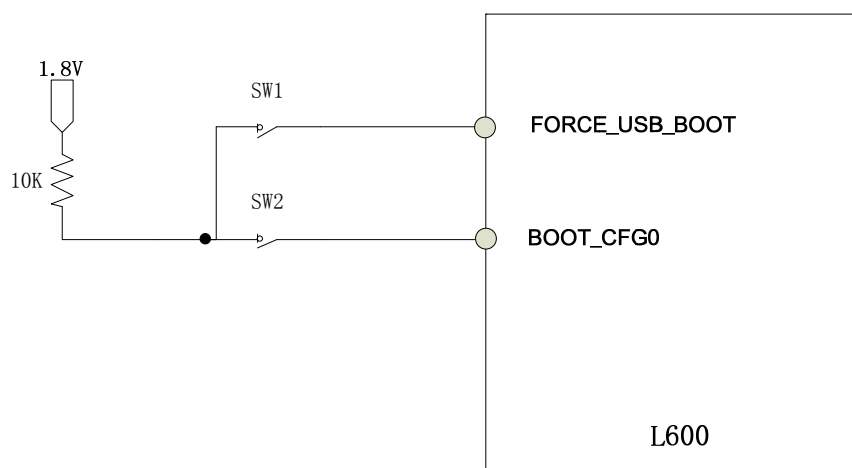 1.8V
SW1
FORCE_USB_BOOT
10K
SW2
BOOT_CFG0
L600